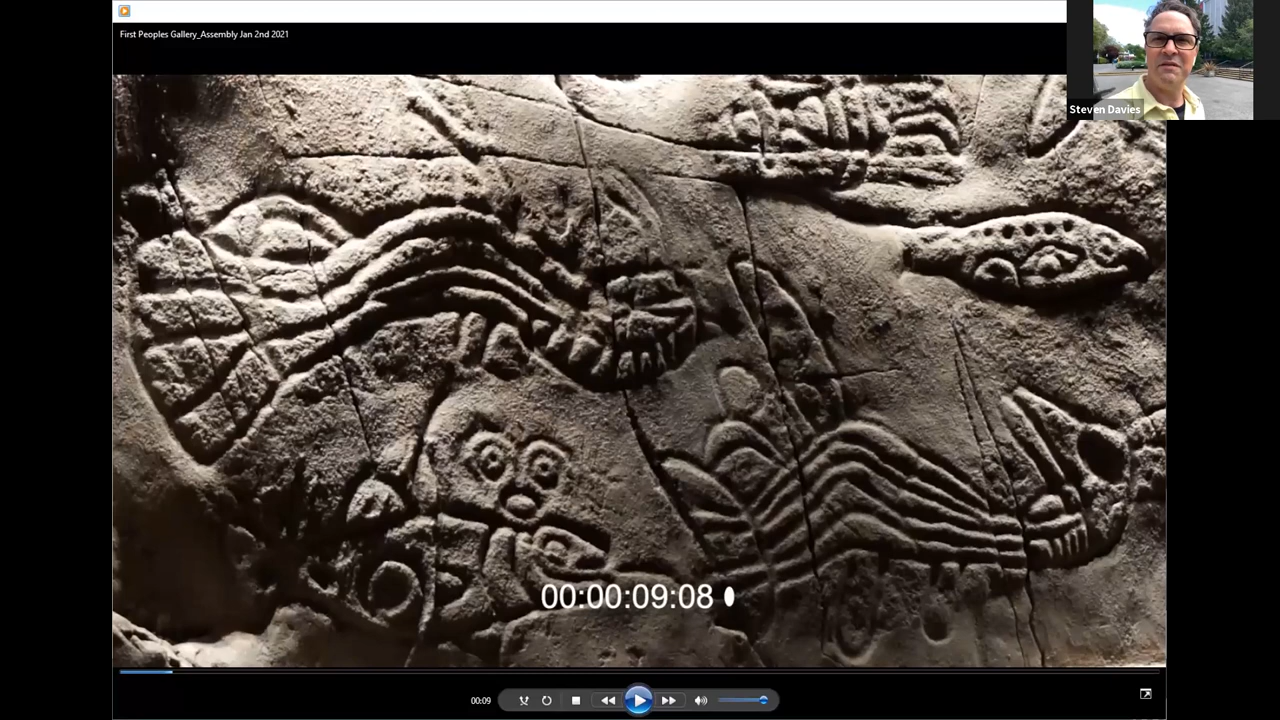 First Peoples Gallery_Assembly Jan 2nd 2021
Steven Davies
00:00:09:08
00:09